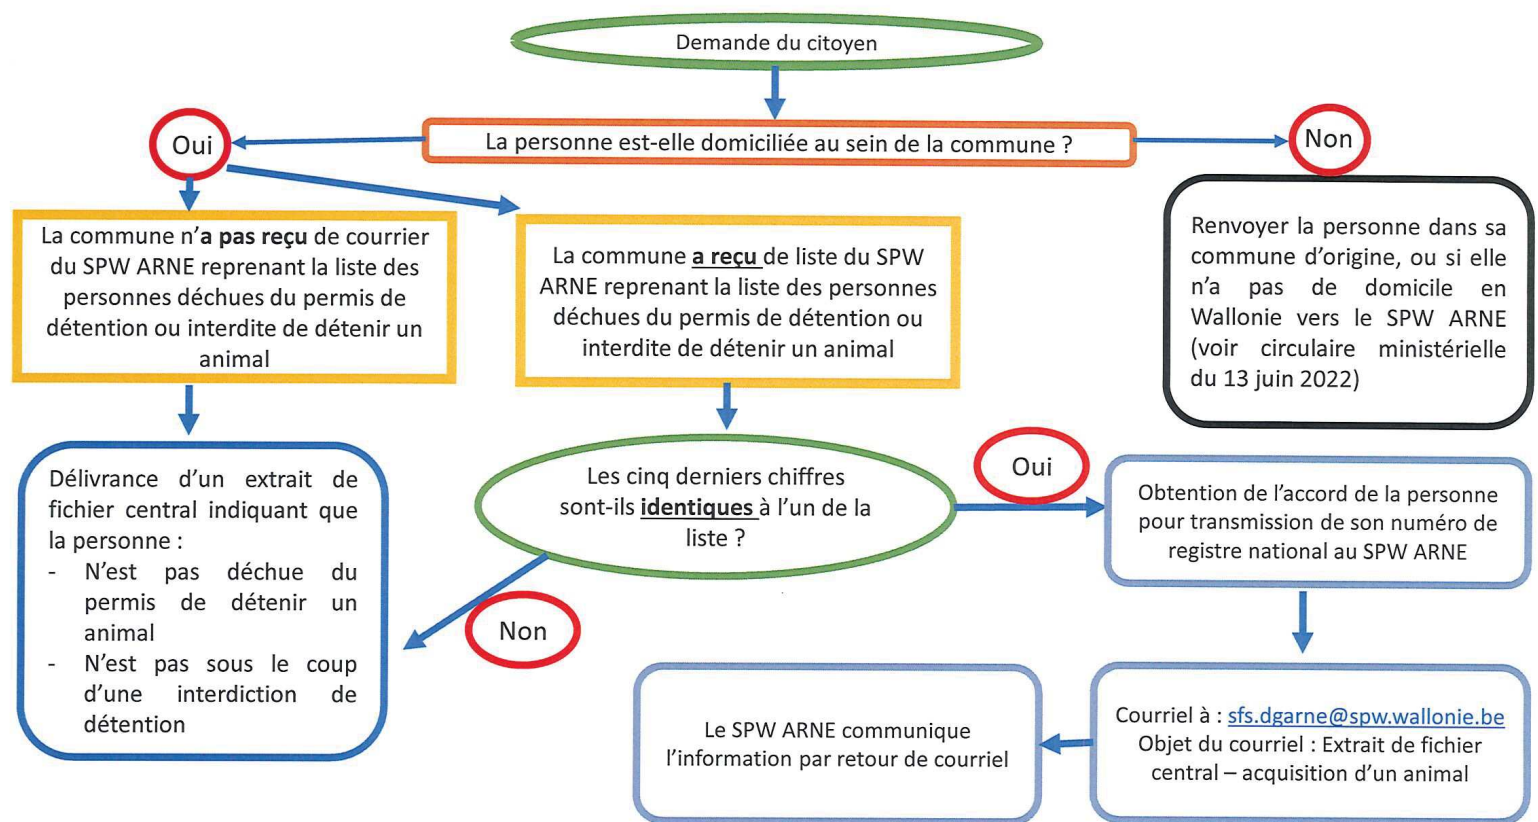 Demande du citoyen
Oui
La personne est-elle domiciliée au sein de la commune ?
Non
La commune n’a pas reçu de courrier
du SPW ARNE reprenant la liste des
personnes déchues du permis de
détention ou interdite de détenir un
animal
La commune a reçu de liste du SPW
ARNE reprenant la liste des personnes
déchues du permis de détention ou
interdite de détenir un animal
Renvoyer la personne dans sa
commune d’origine, ou si elle
n’a pas de domicile en
Wallonie vers le SPW ARNE
(voir circulaire ministérielle
du 13 juin 2022)
Délivrance d’un extrait de
fichier central indiquant que
la personne :
- N’est pas déchue du
permis de détenir un
animal
- N’est pas sous le coup
d’une interdiction de
détention
Les cinq derniers chiffres
sont-ils identiques à l’un de la
liste ?
Oui
Non
Obtention de l’accord de la personne
pour transmission de son numéro de
registre national au SPW ARNE
Courriel à : sfs.dgarne@spw.wallonie.be
Objet du courriel : Extrait de fichier
central – acquisition d’un animal
Le SPW ARNE communique
l’information par retour de courriel